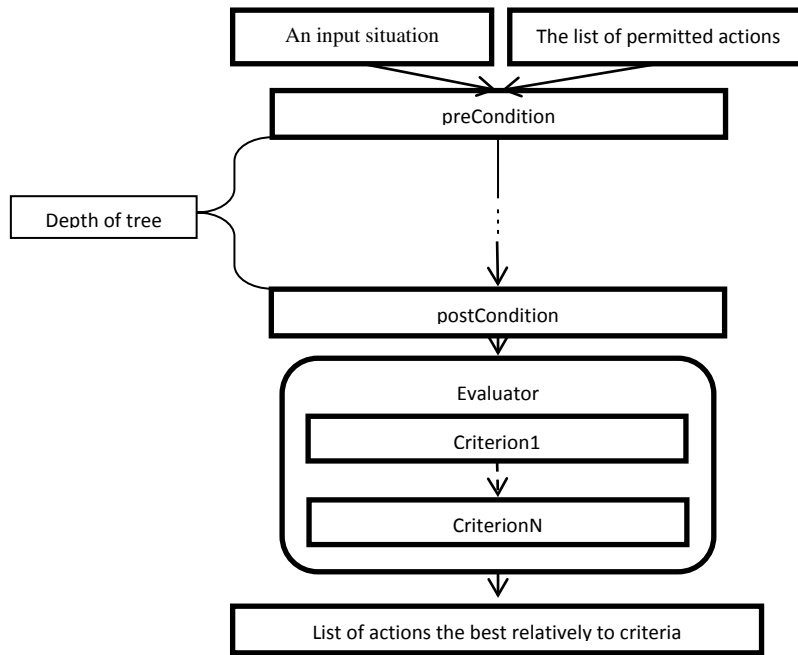 An input situation
The list of permitted actions
preCondition
Depth of tree
postCondition
Evaluator
Criterion1
CriterionN
List of actions the best relatively to criteria